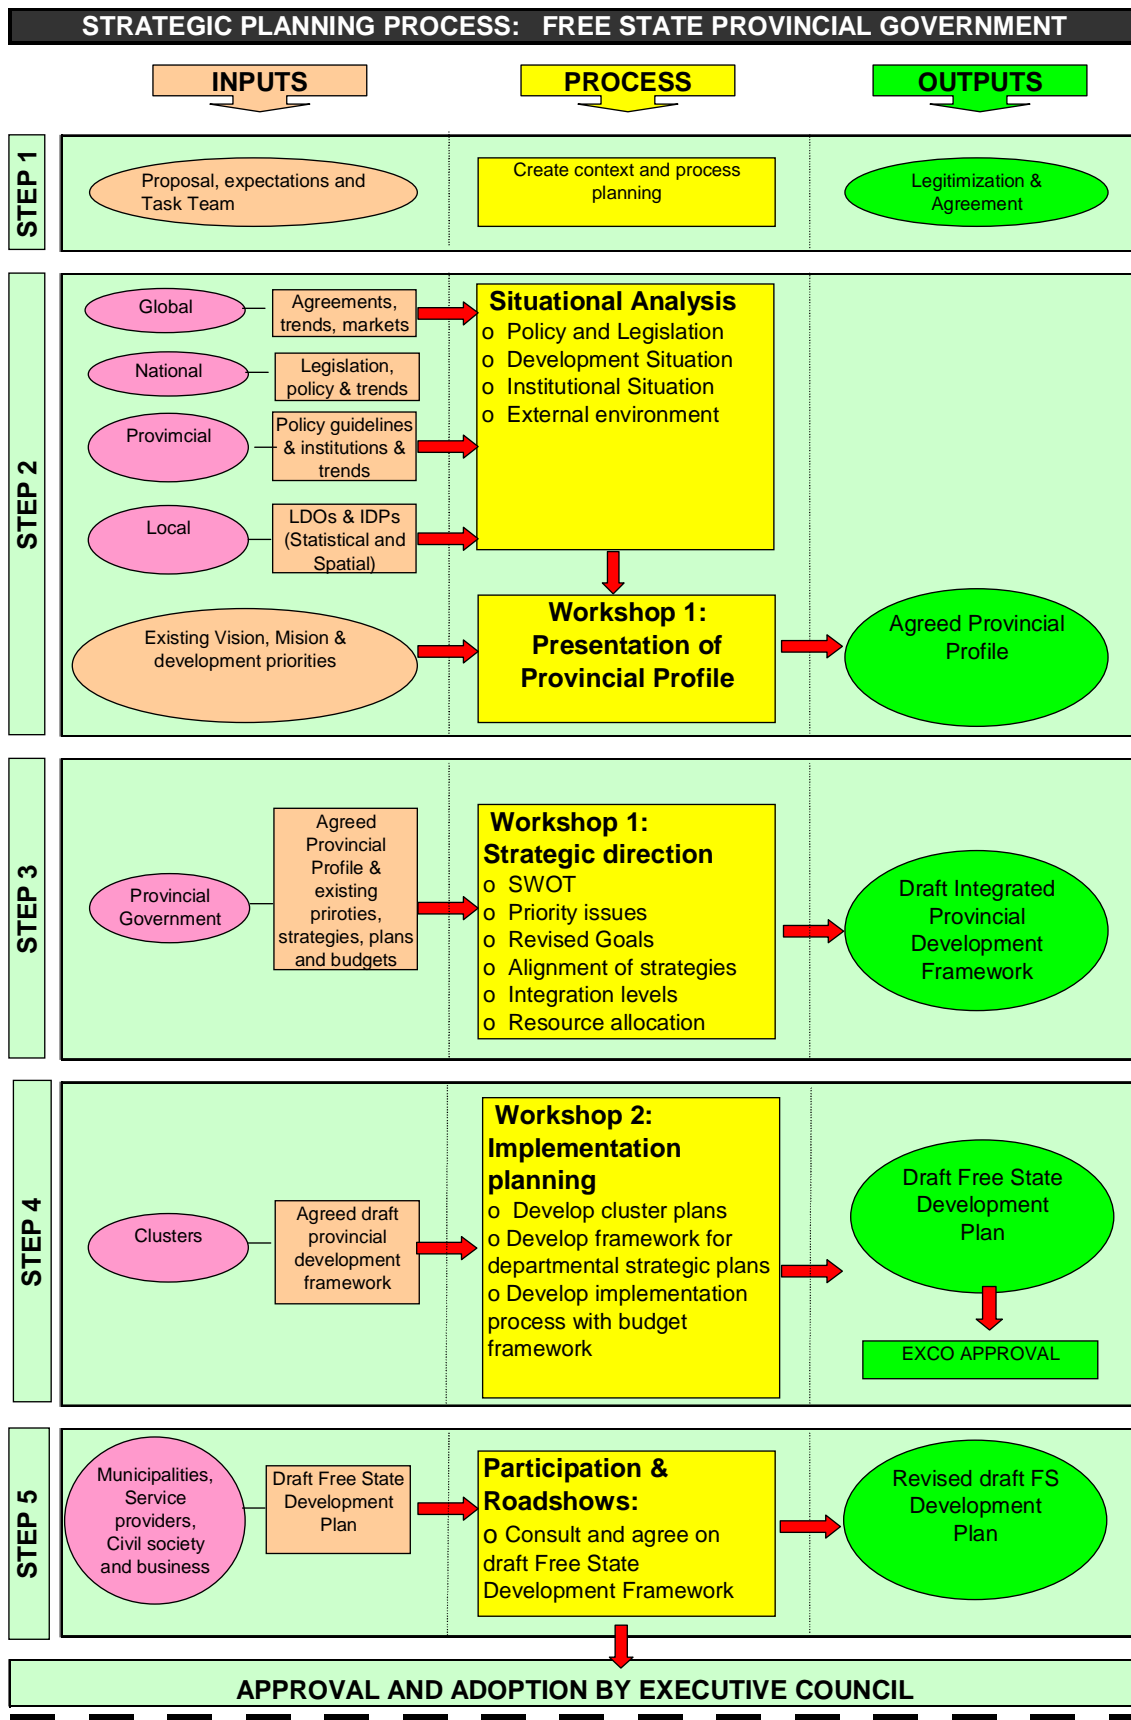 STRATEGIC PLANNING PROCESS: FREE STATE PROVINCIAL GOVERNMENT
INPUTS
PROCESS
OUTPUTS
STEP 1
Proposal, expectations and
Task Team
Create context and process
planning
Legitimization &
Agreement
STEP 2
Global
Agreements,
trends, markets
National
Legislation,
policy & trends
Provimcial
Policy guidelines
& institutions &
trends
Local
LDOs & IDPs
(Statistical and
Spatial)
Existing Vision, Mision &
development priorities
Situational Analysis
o Policy and Legislation
o Development Situation
o Institutional Situation
o External environment
Workshop 1:
Presentation of
Provincial Profile
Agreed Provincial
Profile
STEP 3
Provincial
Government
Agreed
Provincial
Profile &
existing
priroties,
strategies, plans
and budgets
Workshop 1:
Strategic direction
o SWOT
o Priority issues
o Revised Goals
o Alignment of strategies
o Integration levels
o Resource allocation
Draft Integrated
Provincial
Development
Framework
STEP 4
Clusters
Agreed draft
provincial
development
framework
Workshop 2:
Implementation
planning
o Develop cluster plans
o Develop framework for
departmental strategic plans
o Develop implementation
process with budget
framework
Draft Free State
Development
Plan
EXCO APPROVAL
STEP 5
Municipalities,
Service
providers,
Civil society
and business
Draft Free State
Development
Plan
Participation &
Roadshows:
o Consult and agree on
draft Free State
Development Framework
Revised draft FS
Development
Plan
APPROVAL AND ADOPTION BY EXECUTIVE COUNCIL